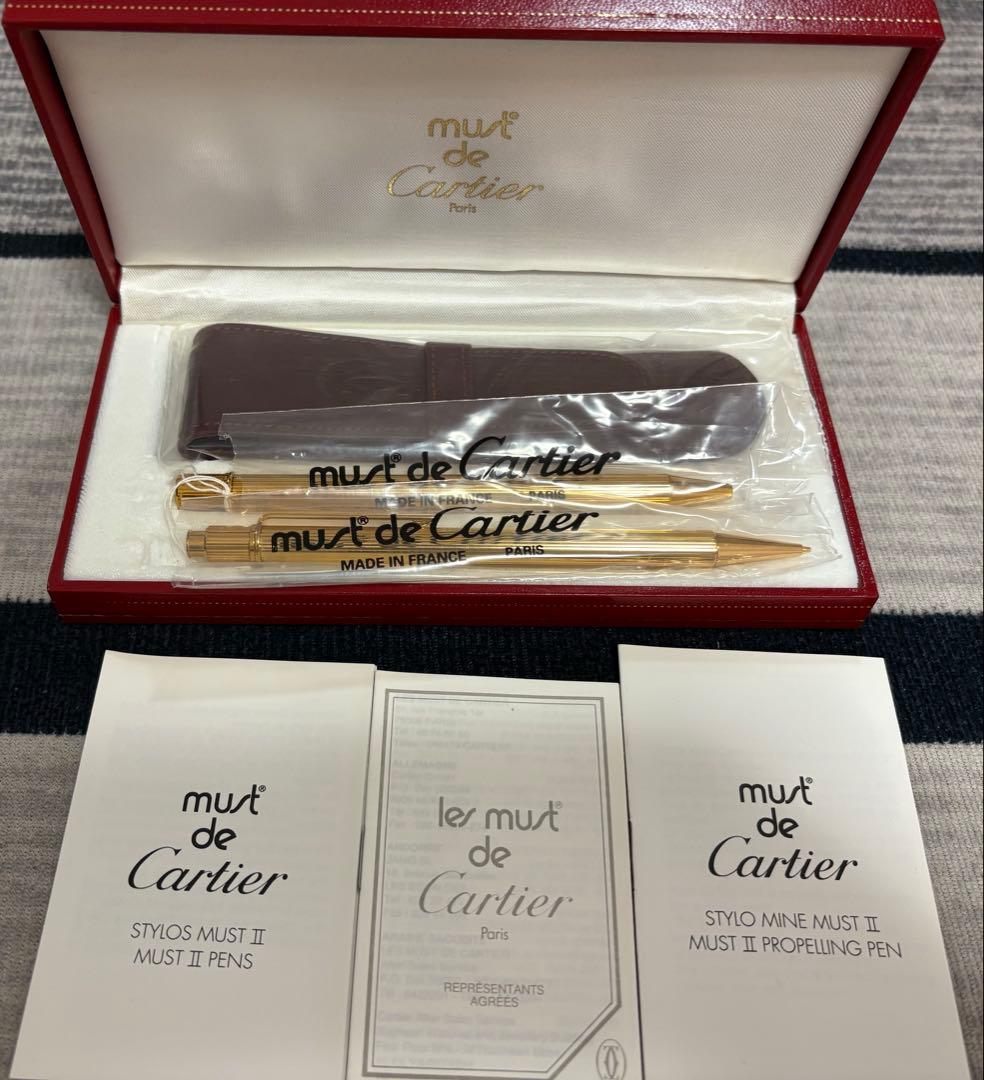 must®
de
Cartier
Paris
must® de Cartier
MADE IN FRANCE PARIS
must® de Cartier
MADE IN FRANCE PARIS
must®
de
Cartier
STYLOS MUST II
MUST II PENS
les must®
de
Cartier
Paris
REPRÉSENTANTS
AGRÉÉS
must®
de
Cartier
STYLO MINE MUST II
MUST II PROPELLING PEN